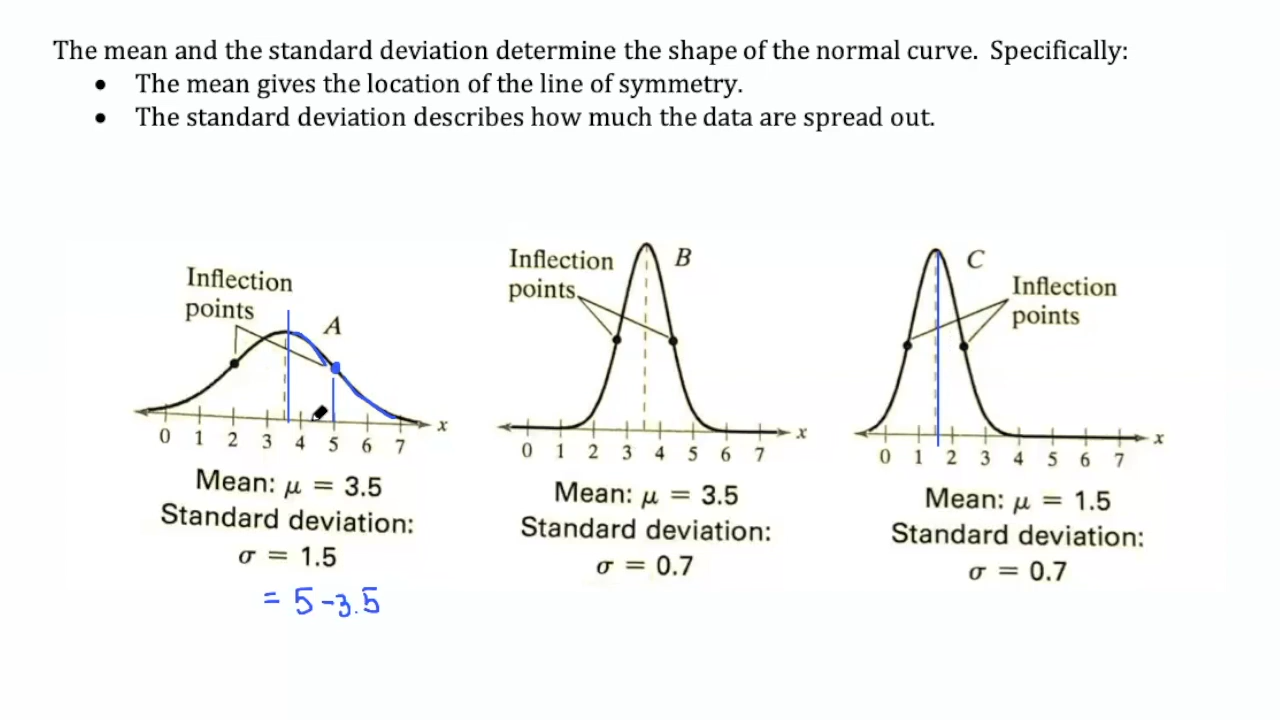 The mean and the standard deviation determine the shape of the normal curve. Specifically:
• The mean gives the location of the line of symmetry.
• The standard deviation describes how much the data are spread out.
Inflection
points
A
0 1 2 3 4 5 6 7 x
Mean: μ = 3.5
Standard deviation:
σ = 1.5
= 5-3.5
Inflection
points
B
0 1 2 3 4 5 6 7 x
Mean: μ = 3.5
Standard deviation:
σ = 0.7
C
Inflection
points
0 1 2 3 4 5 6 7 x
Mean: μ = 1.5
Standard deviation:
σ = 0.7